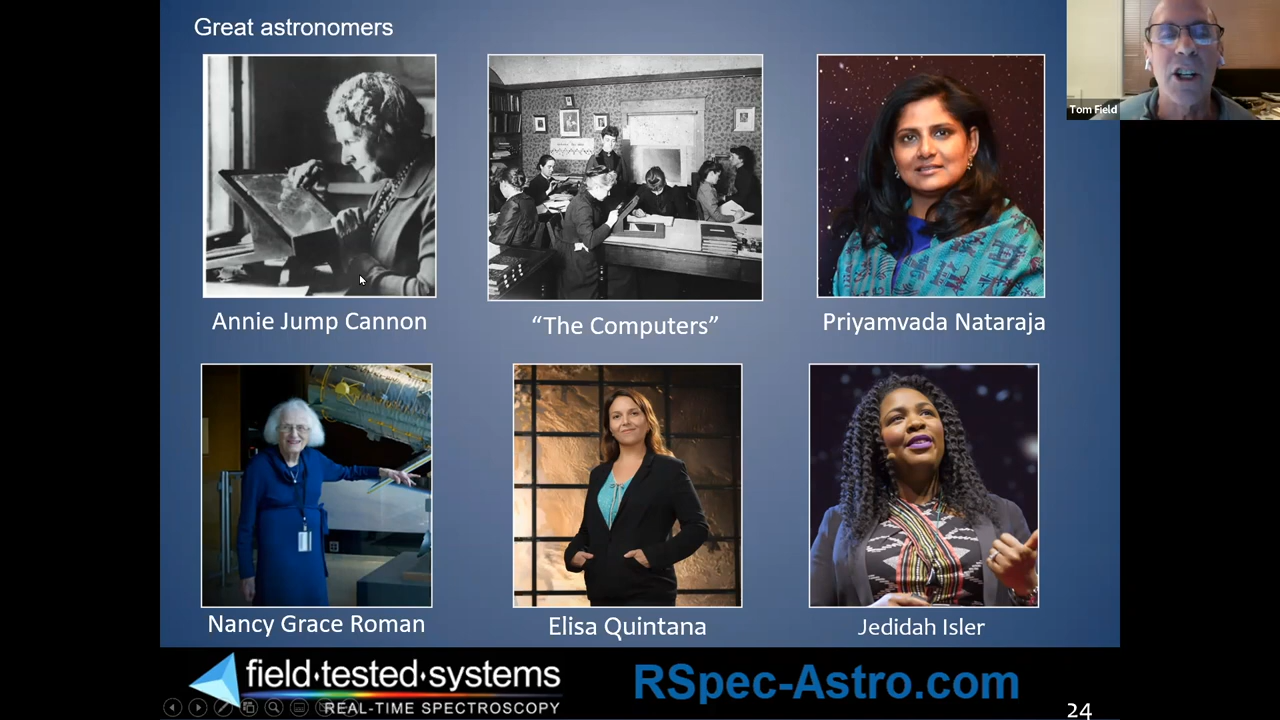 Great astronomers
Tom Field
Annie Jump Cannon
“The Computers”
Priyamvada Nataraja
Nancy Grace Roman
Elisa Quintana
Jedidah Isler
field·tested·systems
REAL-TIME SPECTROSCOPY
RSpec-Astro.com
24